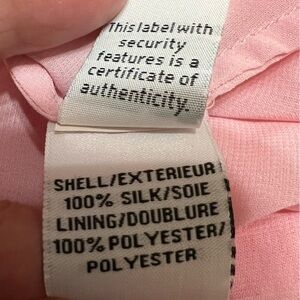 This label with
security
features is a
certificate of
authenticity.
SHELL/EXTERIEUR
100% SILK/SOIE
LINING/DOUBLURE
100% POLYESTER/
POLYESTER